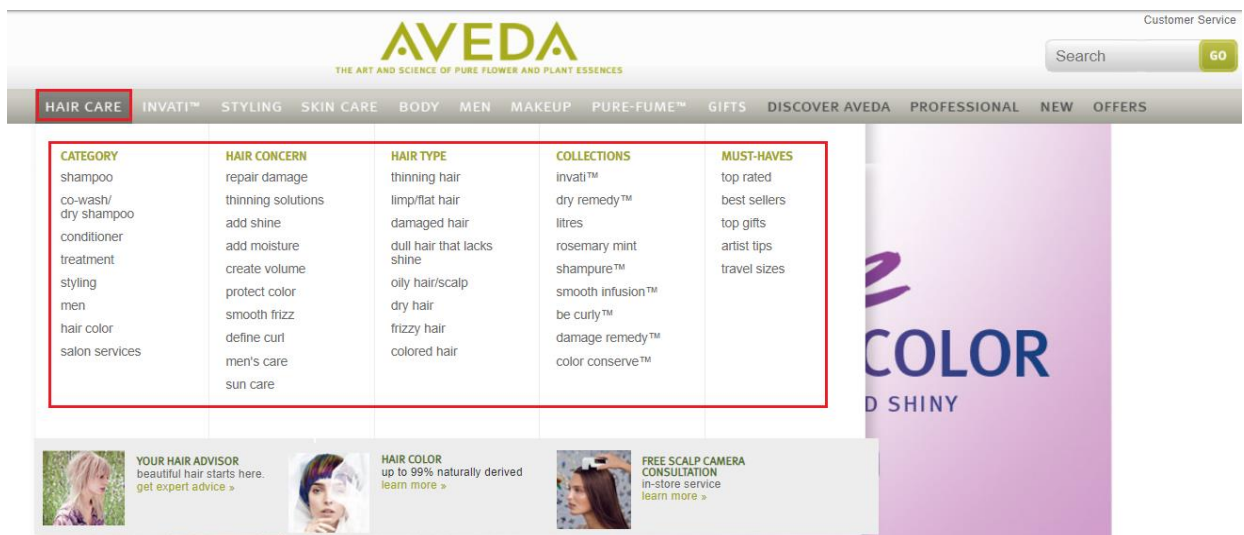 Customer Service
AVEDA
THE ART AND SCIENCE OF PURE FLOWER AND PLANT ESSENCES
Search
GO
HAIR CARE INVATI™ STYLING SKIN CARE BODY MEN MAKEUP PURE-FUME™ GIFTS DISCOVER AVEDA PROFESSIONAL NEW OFFERS
CATEGORY
shampoo
co-wash/
dry shampoo
conditioner
treatment
styling
men
hair color
salon services
HAIR CONCERN
repair damage
thinning solutions
add shine
add moisture
create volume
protect color
smooth frizz
define curl
men's care
sun care
HAIR TYPE
thinning hair
limp/flat hair
damaged hair
dull hair that lacks
shine
oily hair/scalp
dry hair
frizzy hair
colored hair
COLLECTIONS
invati™
dry remedy™
litres
rosemary mint
shampure™
smooth infusion™
be curly™
damage remedy™
color conserve™
MUST-HAVES
top rated
best sellers
top gifts
artist tips
travel sizes
COLOR
SHINY
YOUR HAIR ADVISOR
beautiful hair starts here.
get expert advice »
HAIR COLOR
up to 99% naturally derived
learn more »
FREE SCALP CAMERA
CONSULTATION
in-store service
learn more »